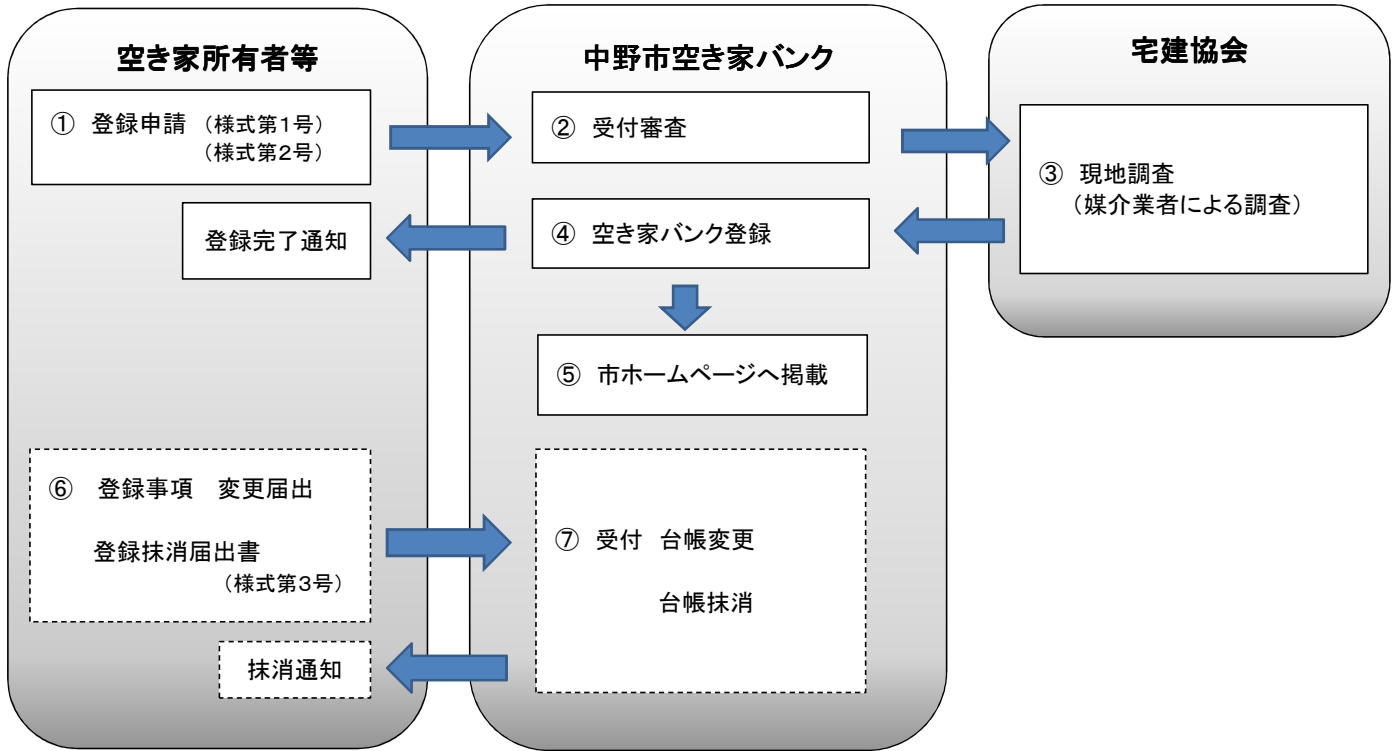 空き家所有者等
① 登録申請 （様式第１号）
（様式第２号）
登録完了通知
⑥ 登録事項　変更届出
登録抹消届出書
（様式第３号）
抹消通知
中野市空き家バンク
② 受付審査
④ 空き家バンク登録
⑤ 市ホームページへ掲載
⑦ 受付　台帳変更
台帳抹消
宅建協会
③ 現地調査
（媒介業者による調査）